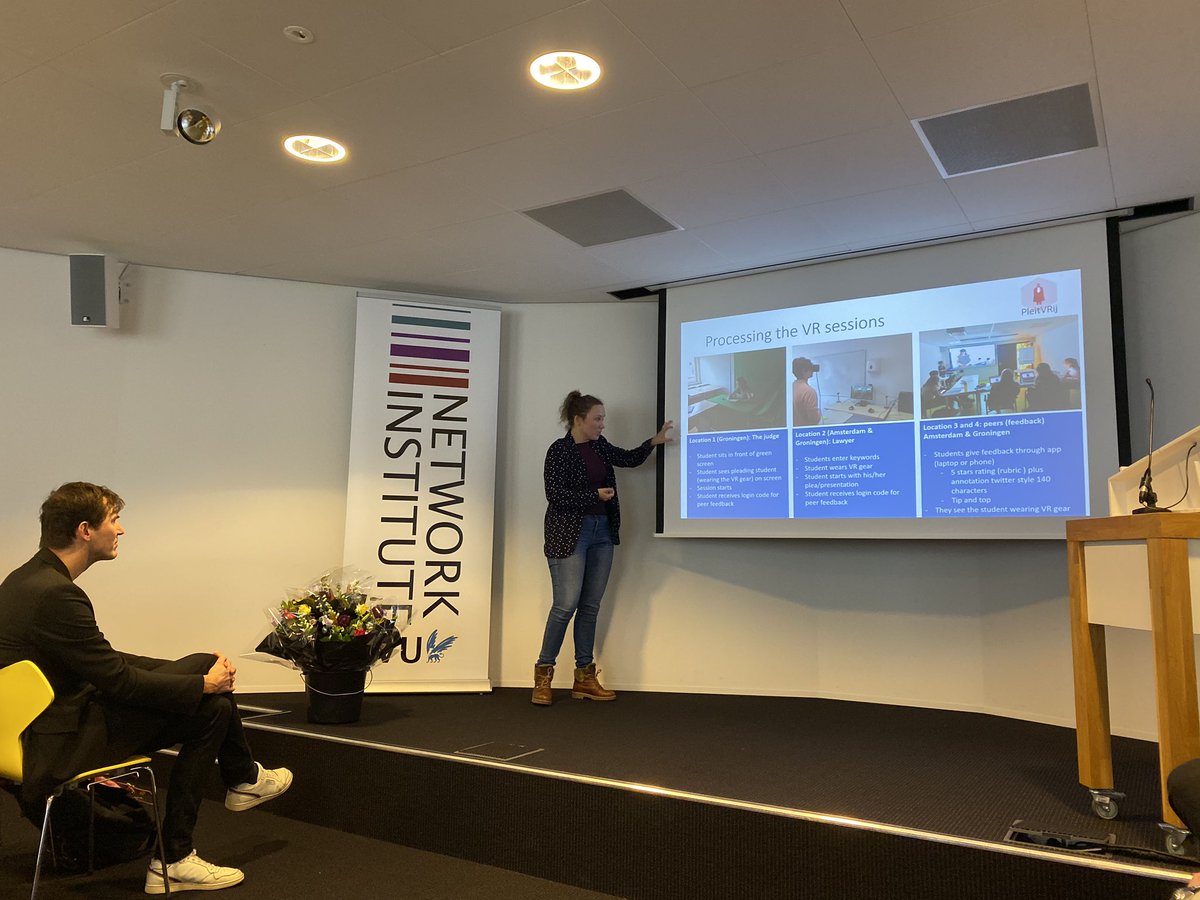 PleitVRij
Processing the VR sessions
Location 1 (Groningen): The judge
- Student sits in front of green
screen
- Student sees pleading student
(wearing the VR gear) on screen
- Session starts
- Student receives login code for
peer feedback
Location 2 (Amsterdam &
Groningen): Lawyer
- Students enter keywords
- Student wears VR gear
- Student starts with his/her
plea/presentation
- Student receives login code for
peer feedback
Location 3 and 4: peers (feedback)
Amsterdam & Groningen
- Students give feedback through app
(laptop or phone)
- 5 stars rating (rubric ) plus
annotation twitter style 140
characters
- Tip and top
- They see the student wearing VR gear
NETWORK
INSTITUTE
VU